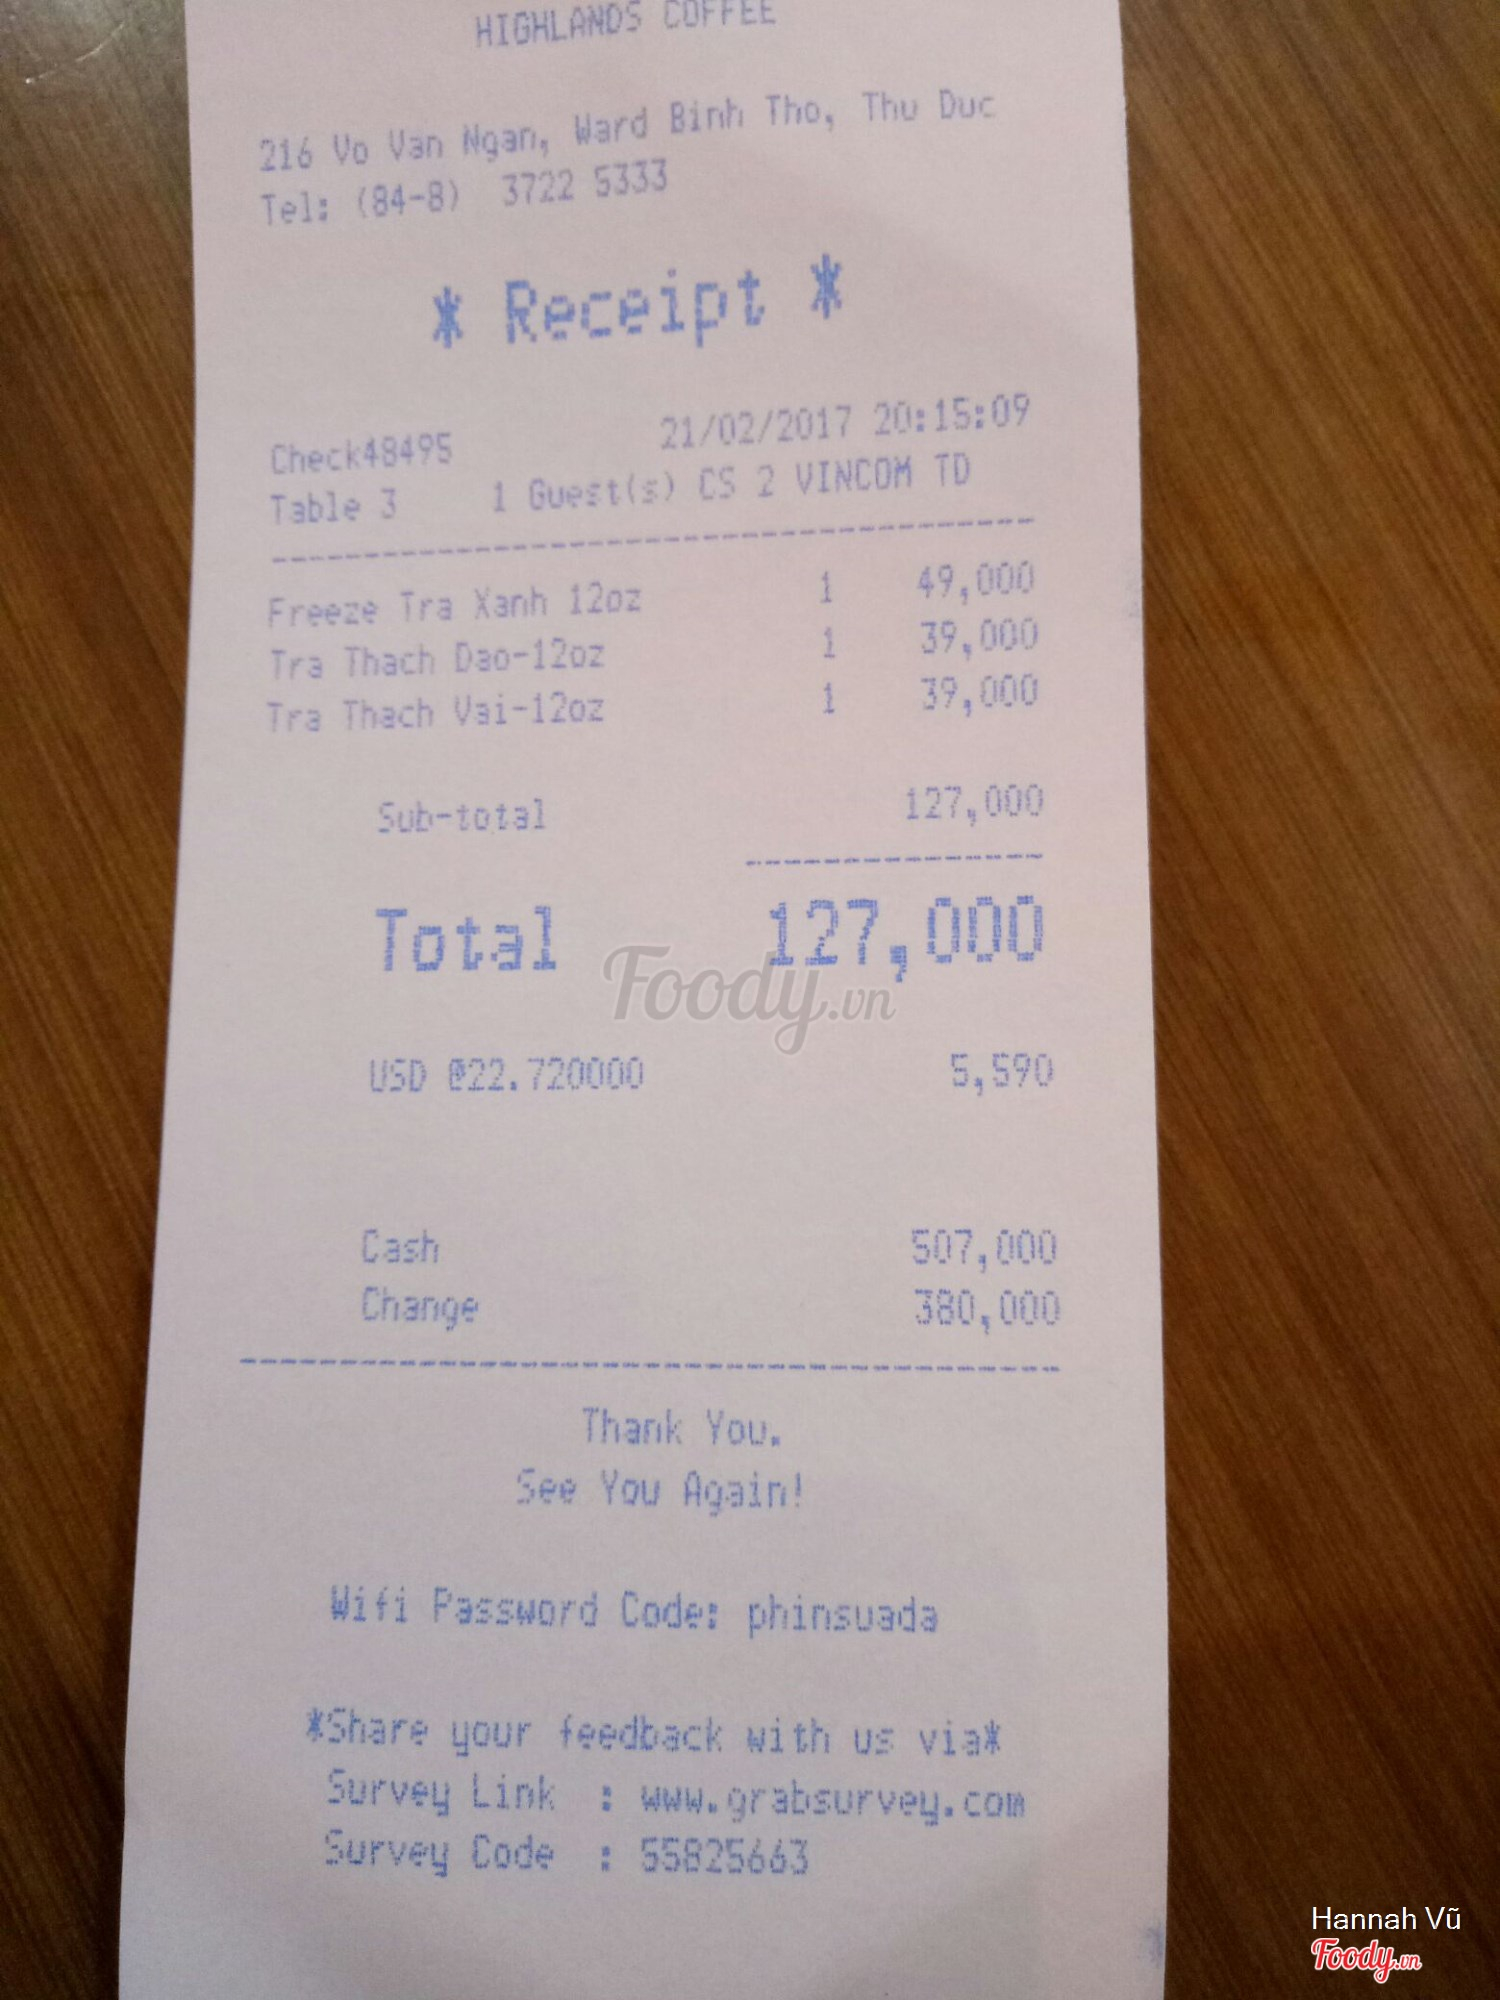 HIGHLANDS COFFEE
216 Vo Van Ngan, Ward Binh Tho, Thu Duc
Tel: (84-8) 3722 5333
* Receipt *
Check48495 21/02/2017 20:15:09
Table 3 1 Guest(s) CS 2 VINCOM TD
Freeze Tra Xanh 12oz 1 49,000
Tra Thach Dao-12oz 1 39,000
Tra Thach Vai-12oz 1 39,000
Sub-total 127,000
Total 127,000
Foody.vn
USD @22.720000 5,590
Cash 507,000
Change 380,000
Thank You.
See You Again!
Wifi Password Code: phinsuada
*Share your feedback with us via*
Survey Link : www.grabsurvey.com
Survey Code : 55825663
Hannah Vũ
Foody.vn